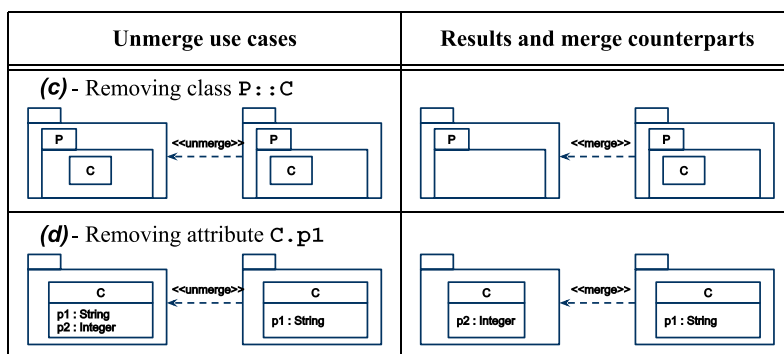 Unmerge use cases
Results and merge counterparts
(c) - Removing class P::C
P
C
<<unmerge>>
P
C
P
<<merge>>
P
C
(d) - Removing attribute C.p1
C
p1 : String
p2 : Integer
<<unmerge>>
C
p1 : String
C
p2 : Integer
<<merge>>
C
p1 : String